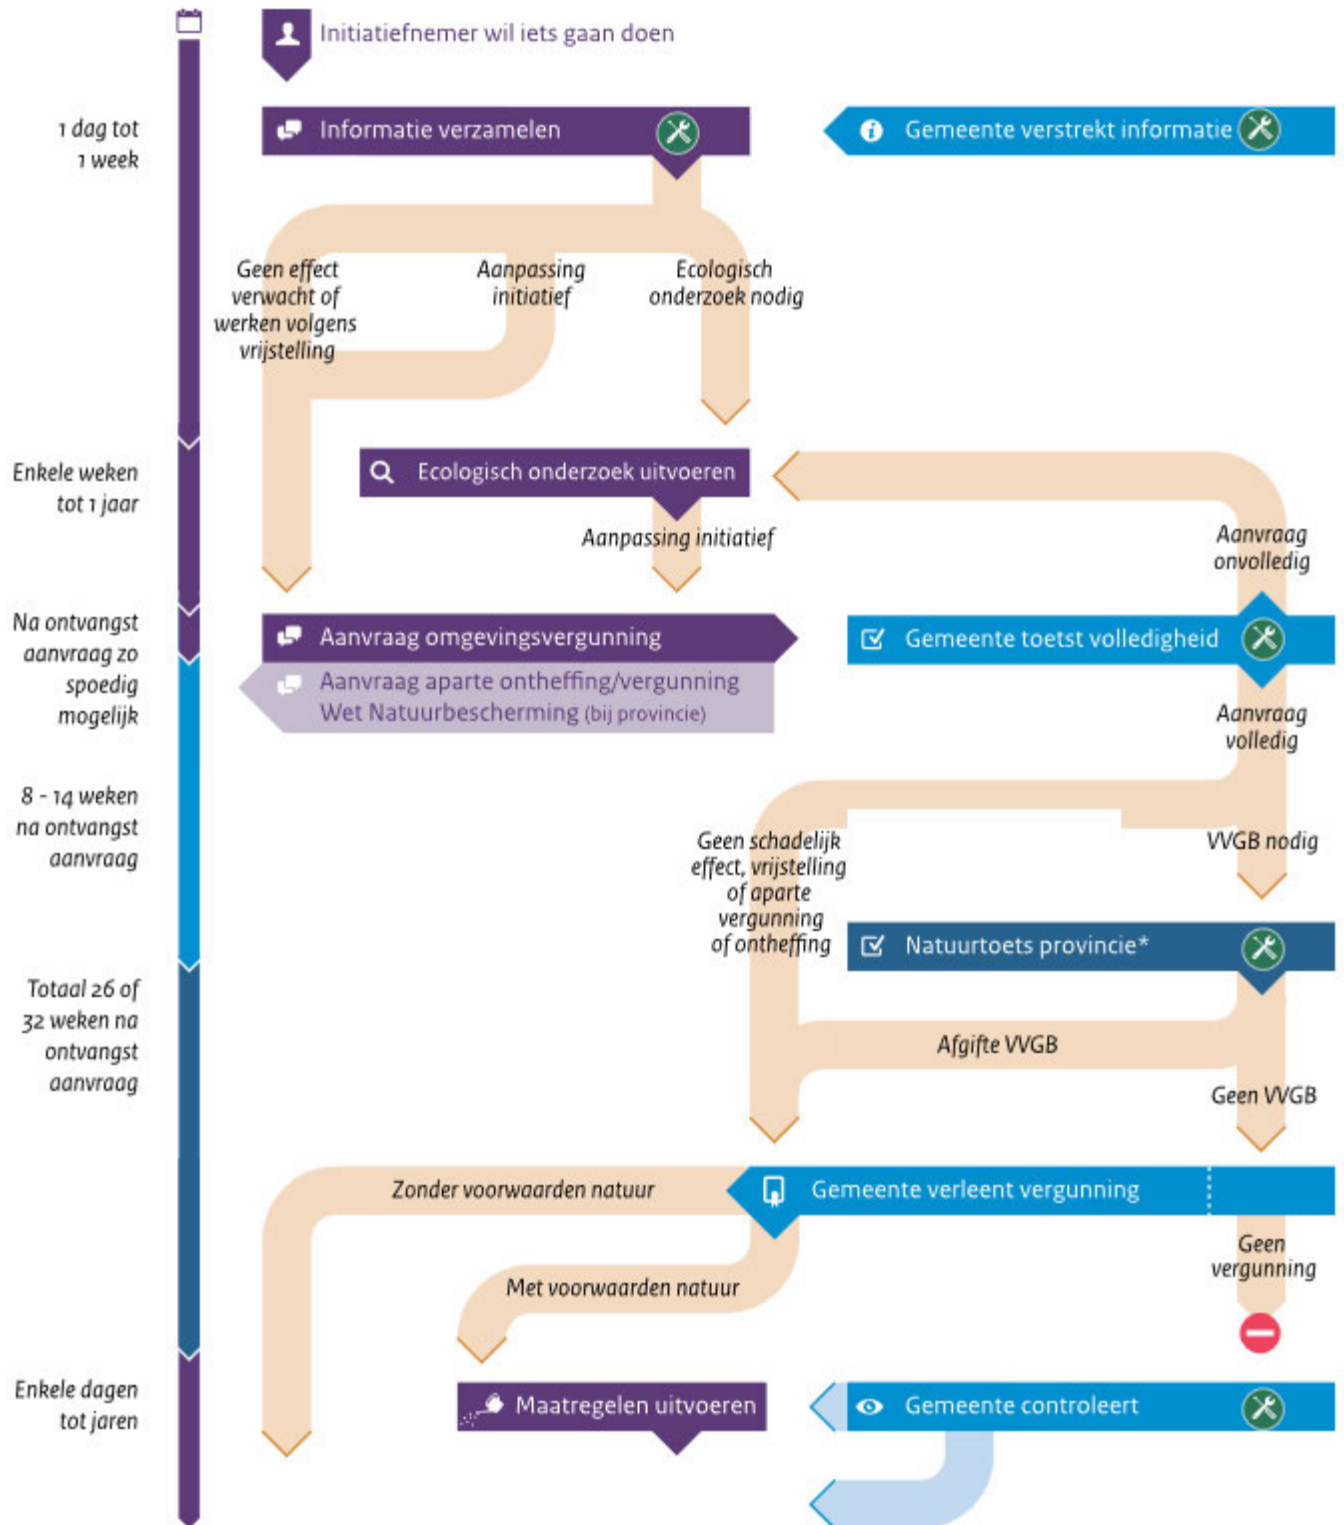 Initiatiefnemer wil iets gaan doen
1 dag tot
1 week
Informatie verzamelen
Gemeente verstrekt informatie
Geen effect
verwacht of
werken volgens
vrijstelling
Aanpassing
initiatief
Ecologisch
onderzoek nodig
Enkele weken
tot 1 jaar
Ecologisch onderzoek uitvoeren
Aanpassing initiatief
Aanvraag
onvolledig
Na ontvangst
aanvraag zo
spoedig
mogelijk
Aanvraag omgevingsvergunning
Aanvraag aparte ontheffing/vergunning
Wet Natuurbescherming (bij provincie)
Gemeente toetst volledigheid
Aanvraag
volledig
8 - 14 weken
na ontvangst
aanvraag
Geen schadelijk
effect, vrijstelling
of aparte
vergunning
of ontheffing
VVGB nodig
Natuurtoets provincie*
Totaal 26 of
32 weken na
ontvangst
aanvraag
Afgifte VVGB
Geen VVGB
Zonder voorwaarden natuur
Gemeente verleent vergunning
Geen
vergunning
Met voorwaarden natuur
Enkele dagen
tot jaren
Maatregelen uitvoeren
Gemeente controleert